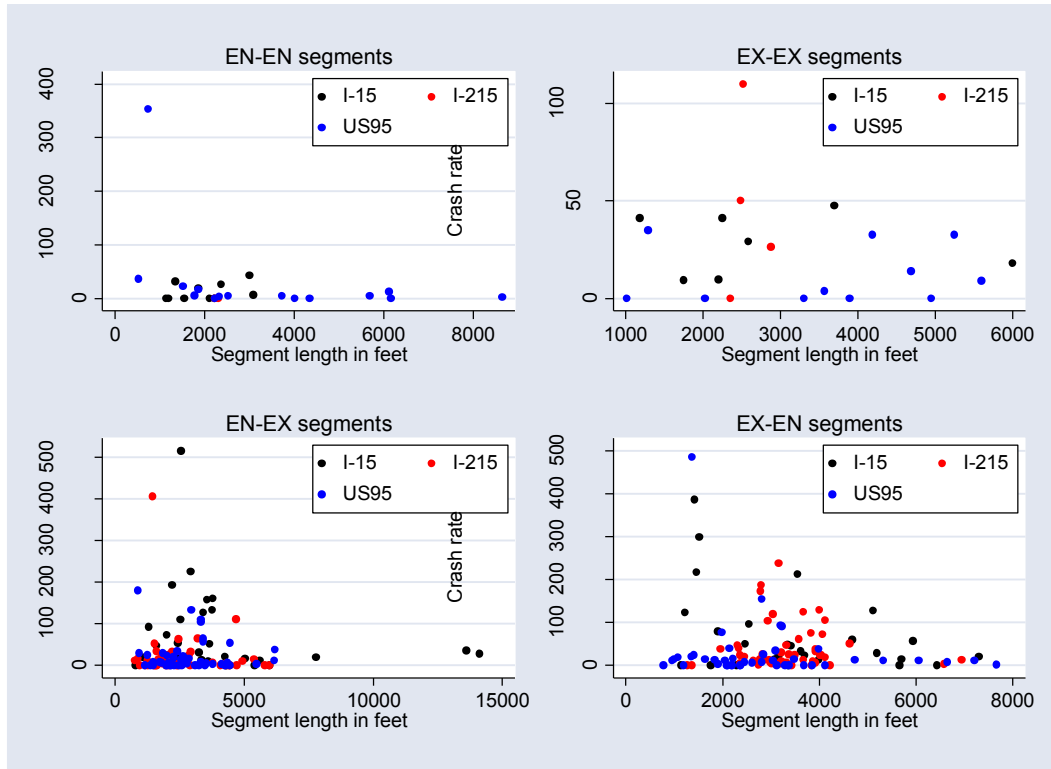 EN-EN segments
I-15 I-215
US95
Crash rate
400
300
200
100
0
0 2000 4000 6000 8000
Segment length in feet
EX-EX segments
I-15 I-215
US95
100
50
0
1000 2000 3000 4000 5000 6000
Segment length in feet
EN-EX segments
I-15 I-215
US95
Crash rate
500
400
300
200
100
0
0 5000 10000 15000
Segment length in feet
EX-EN segments
I-15 I-215
US95
500
400
300
200
100
0
0 2000 4000 6000 8000
Segment length in feet